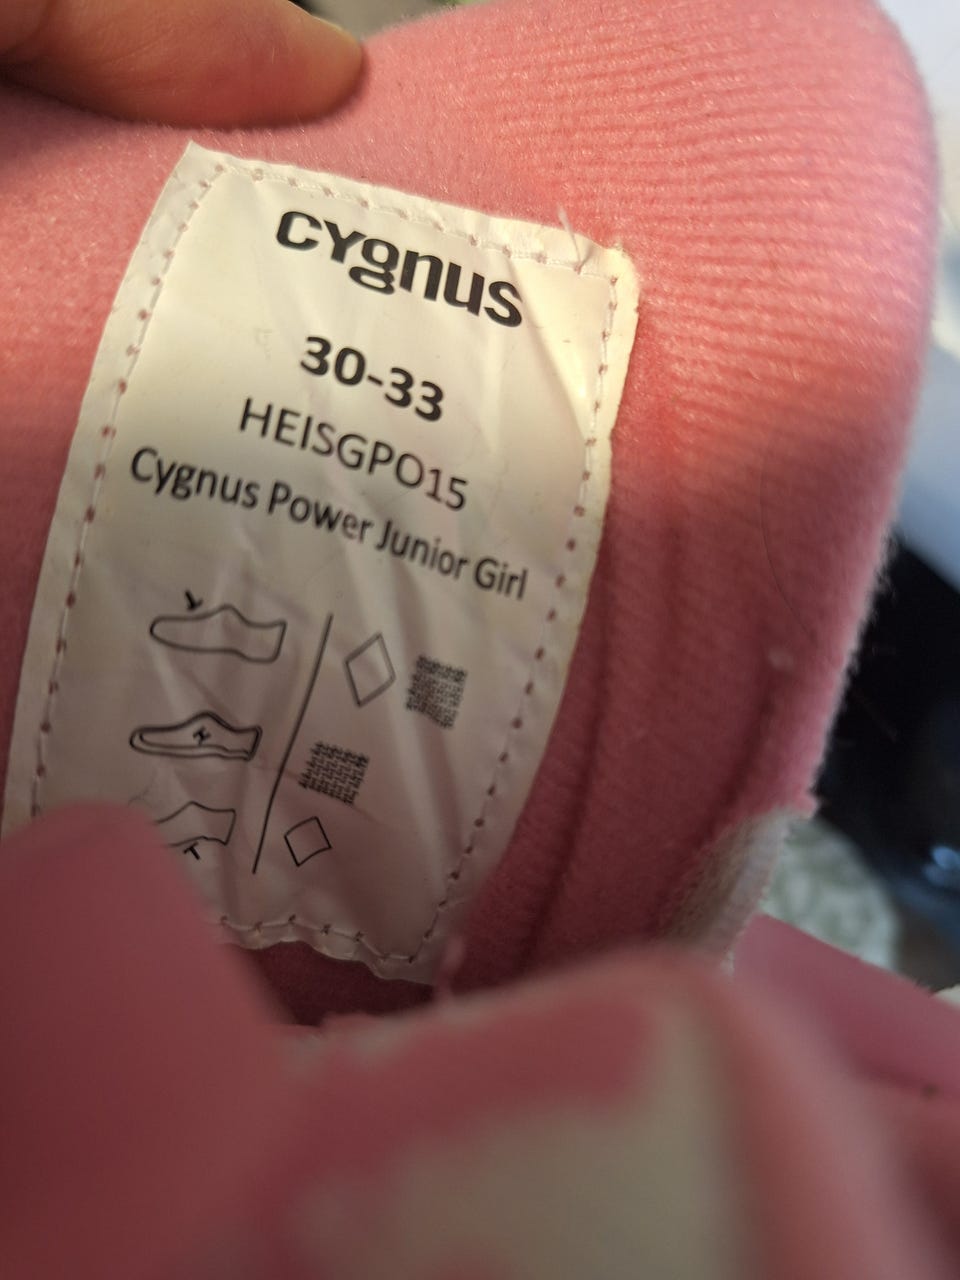 cygnus
30-33
HEISGPO15
Cygnus Power Junior Girl